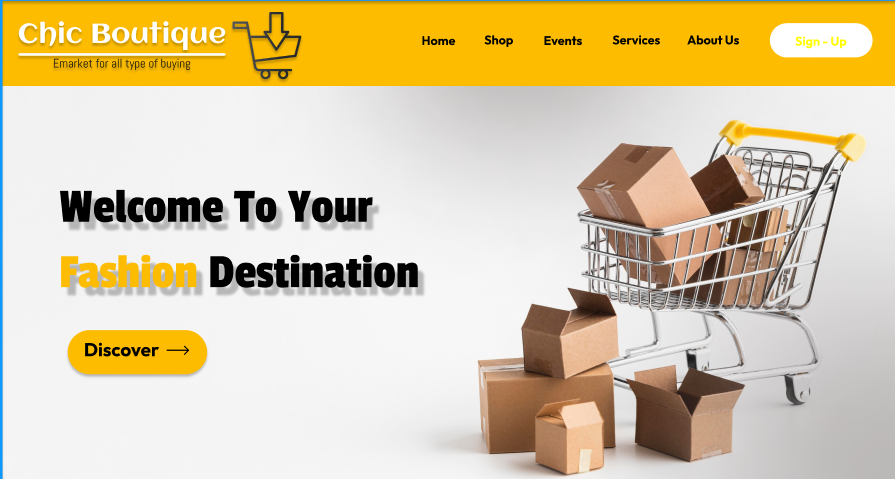 Chic Boutique
Emarket for all type of buying
Home Shop Events Services About Us Sign - Up
Welcome To Your
Fashion Destination
Discover →